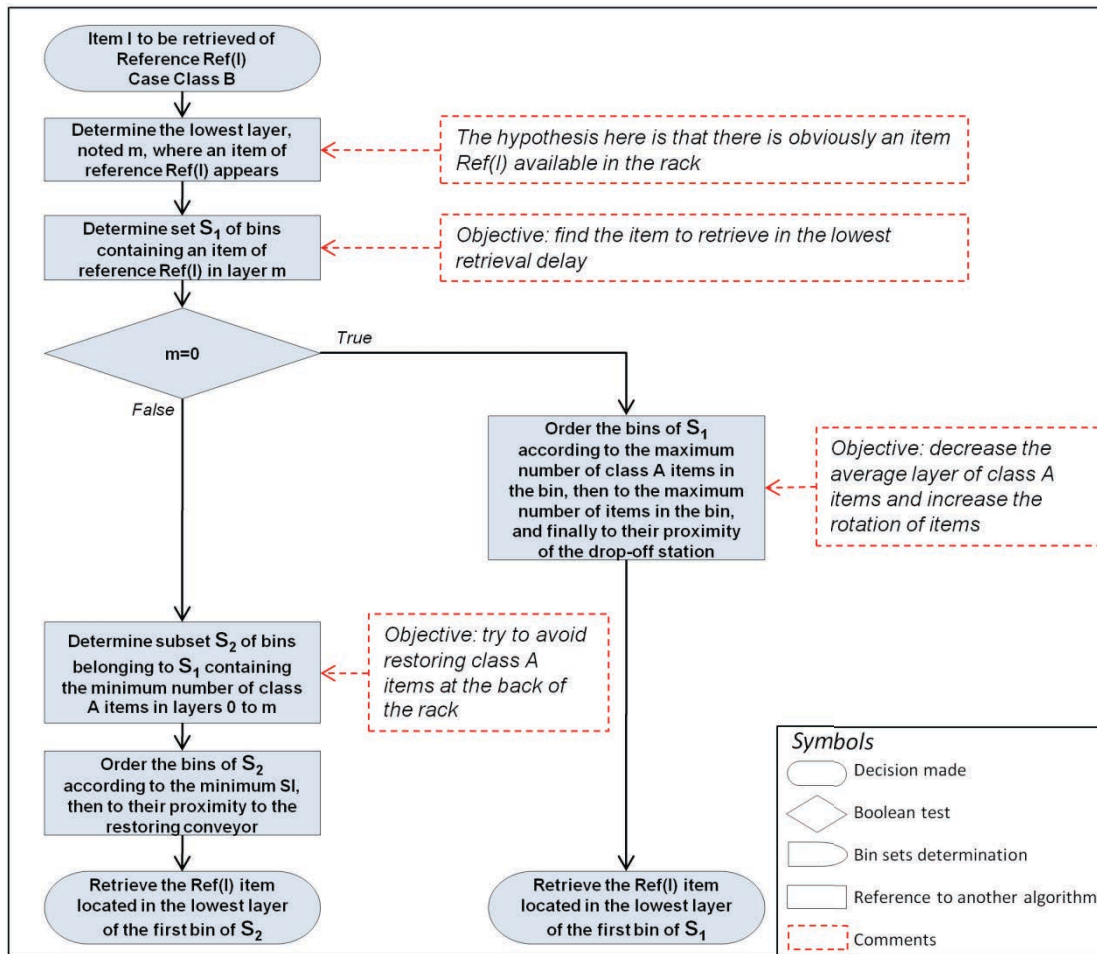 Item I to be retrieved of
Reference Ref(I)
Case Class B
Determine the lowest layer,
noted m, where an item of
reference Ref(I) appears
The hypothesis here is that there is obviously an item
Ref(I) available in the rack
Determine set S1 of bins
containing an item of
reference Ref(I) in layer m
Objective: find the item to retrieve in the lowest
retrieval delay
m=0
True
False
Order the bins of S1
according to the maximum
number of class A items in
the bin, then to the maximum
number of items in the bin,
and finally to their proximity
of the drop-off station
Objective: decrease the
average layer of class A
items and increase the
rotation of items
Determine subset S2 of bins
belonging to S1 containing
the minimum number of class
A items in layers 0 to m
Objective: try to avoid
restoring class A
items at the back of
the rack
Order the bins of S2
according to the minimum SI,
then to their proximity to the
restoring conveyor
Retrieve the Ref(I) item
located in the lowest layer
of the first bin of S2
Retrieve the Ref(I) item
located in the lowest layer
of the first bin of S1
Symbols
Decision made
Boolean test
Bin sets determination
Reference to another algorithm
Comments